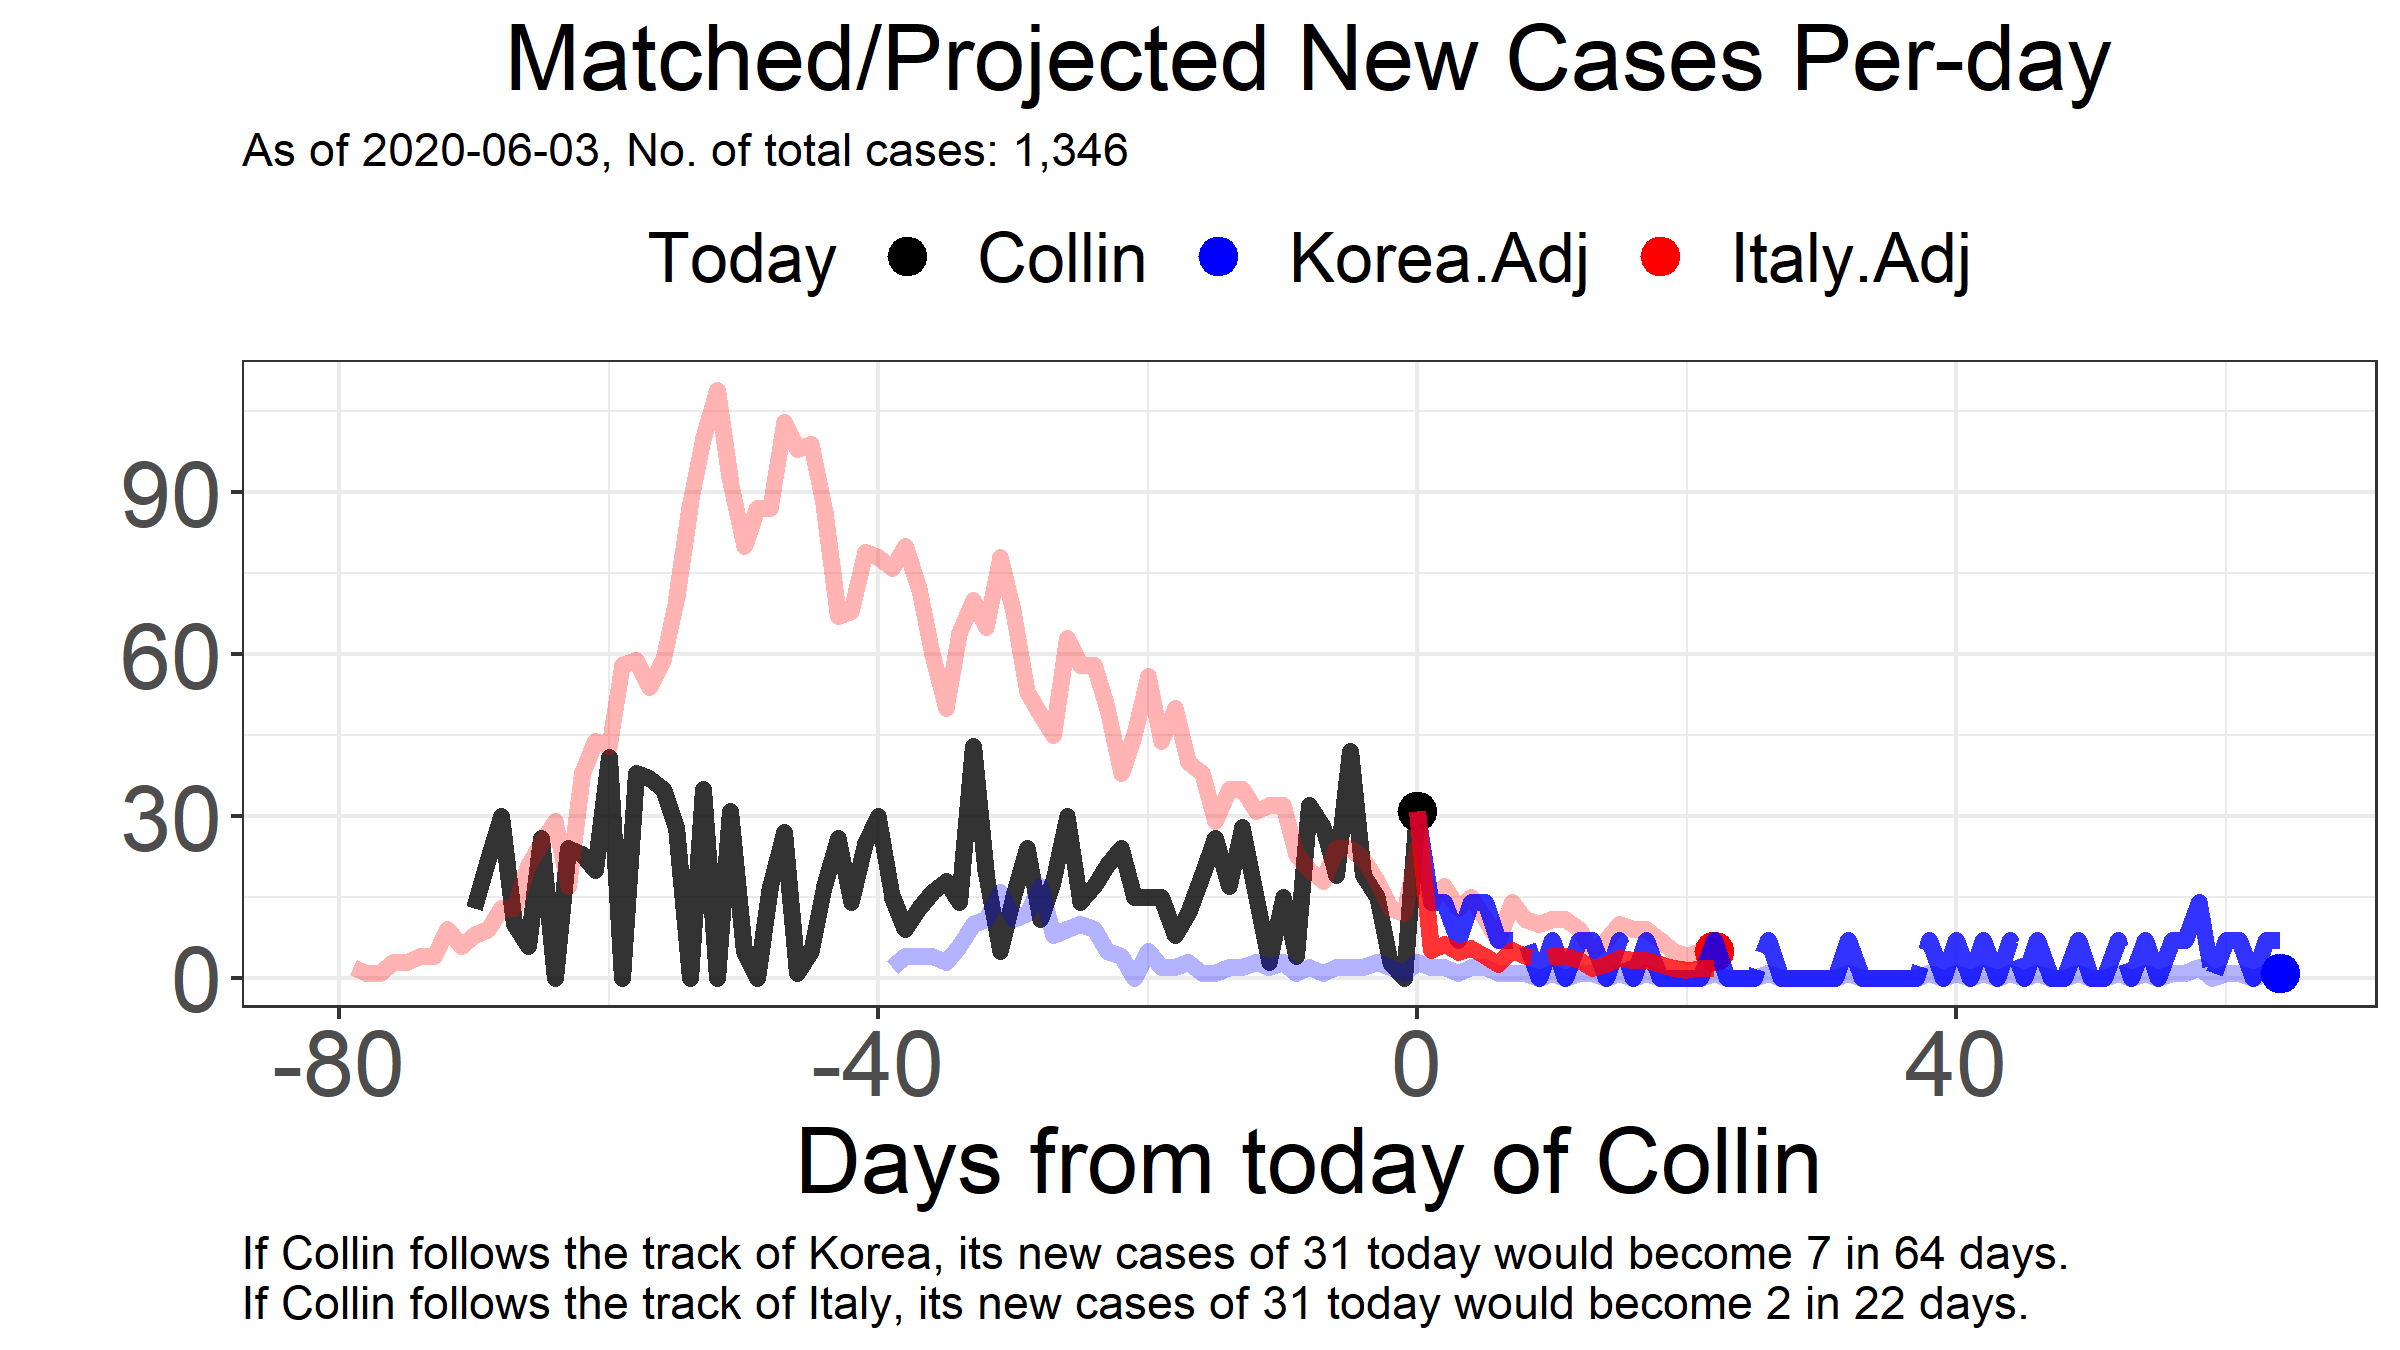 Matched/Projected New Cases Per-day
As of 2020-06-03, No. of total cases: 1,346
Today Collin Korea.Adj Italy.Adj
90
60
30
0
-80 -40 0 40
Days from today of Collin
If Collin follows the track of Korea, its new cases of 31 today would become 7 in 64 days.
If Collin follows the track of Italy, its new cases of 31 today would become 2 in 22 days.